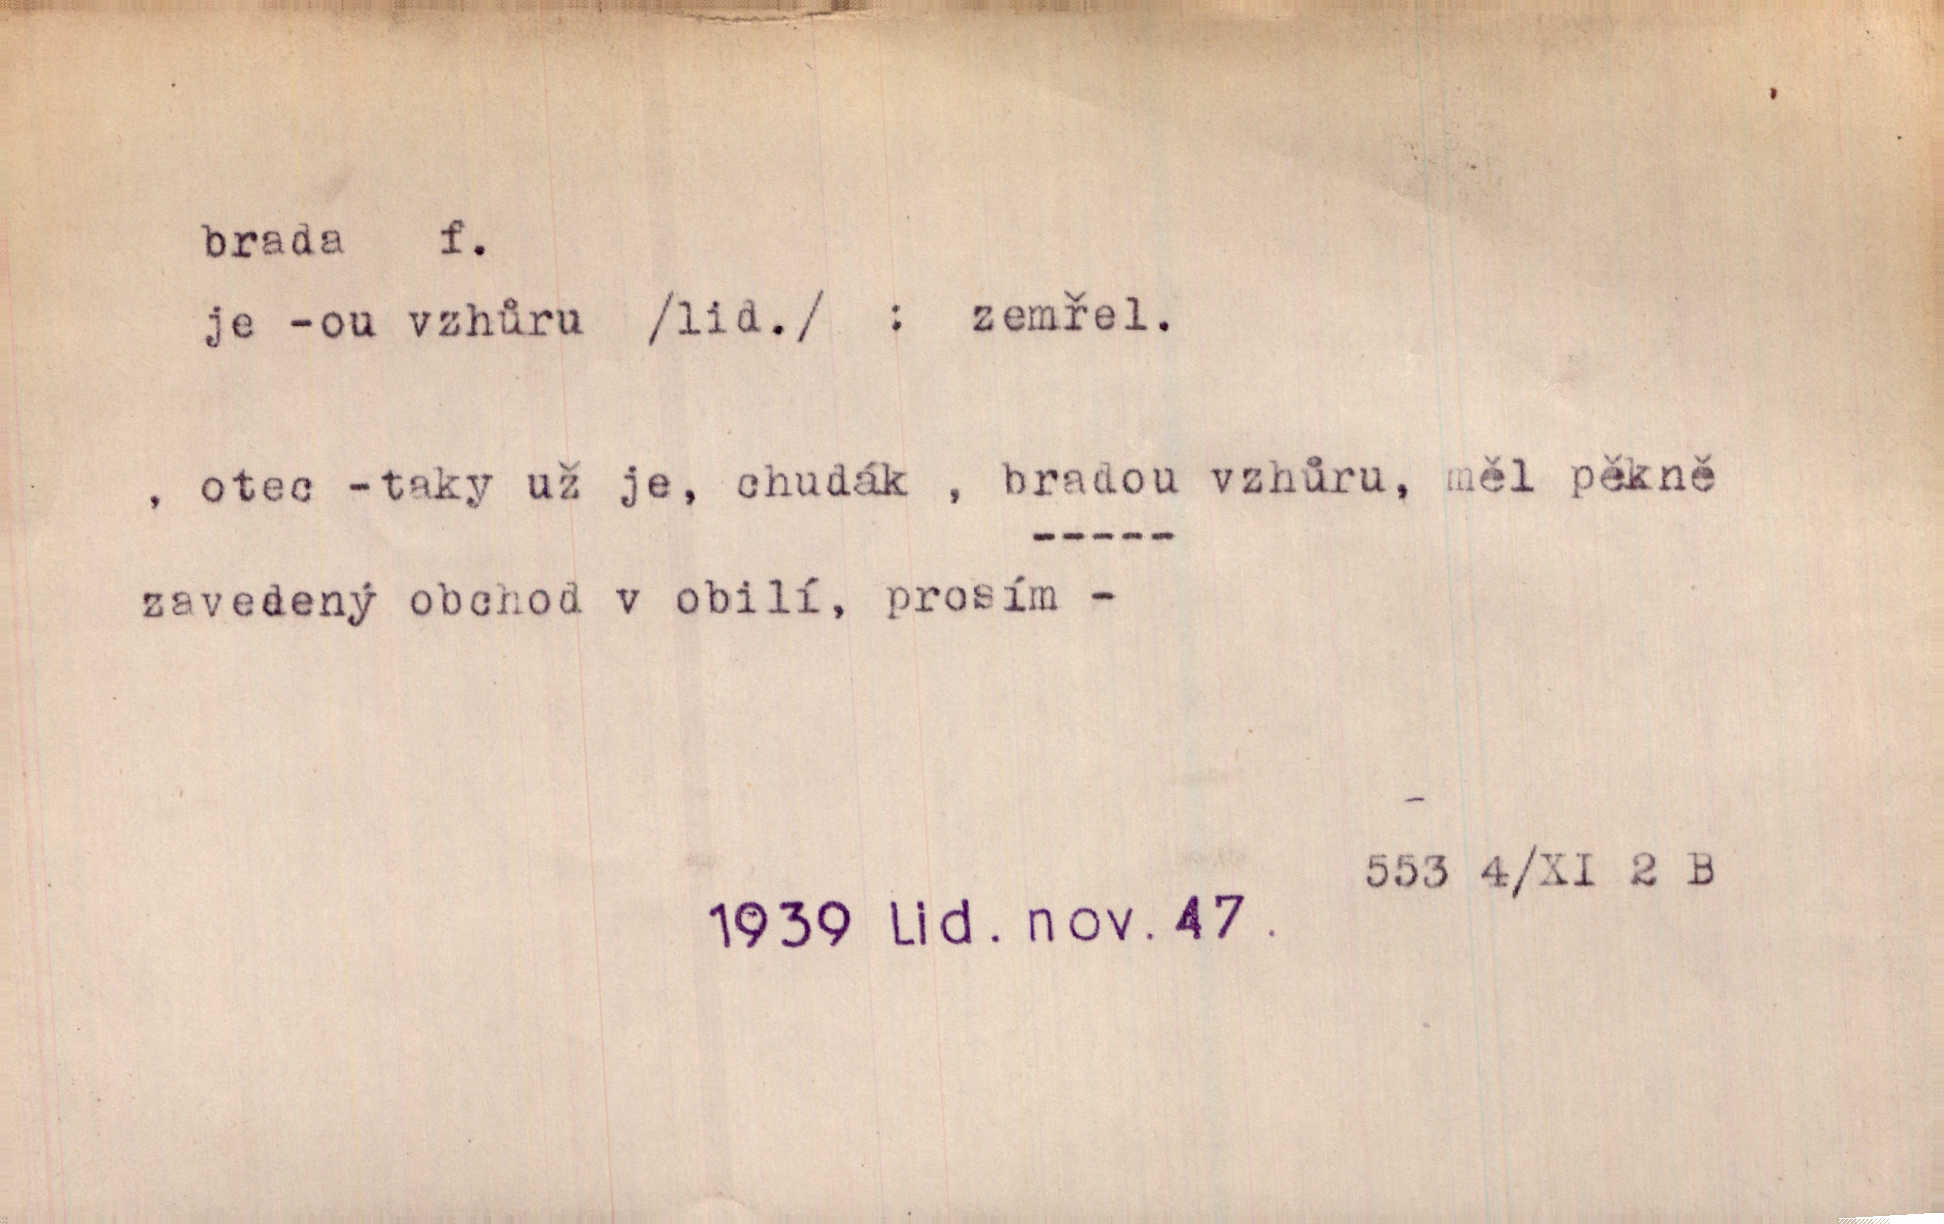 brada f.
je -ou vzhůru /lid./ : zemřel.
, otec -taky už je, chudák , bradou vzhůru, měl pěkně
-----
zavedený obchod v obilí, prosím -
553 4/XI 2 B
1939 Lid. nov. 47.